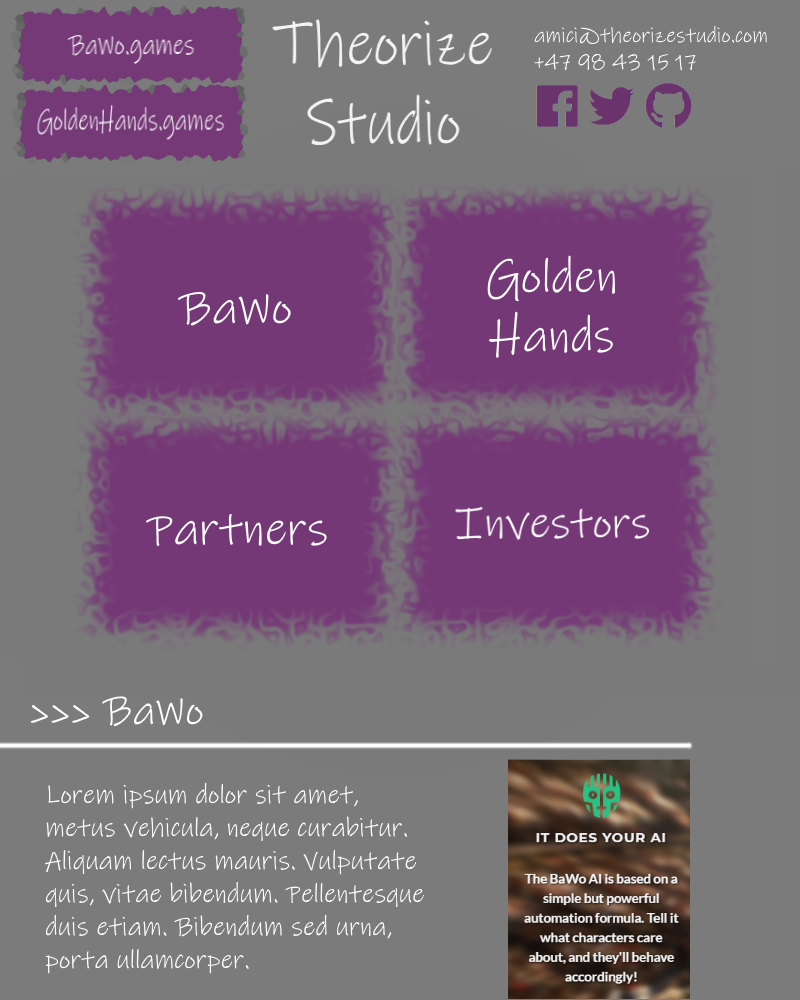 BaWo.games
GoldenHands.games
Theorize
Studio
amici@theorizestudio.com
+47 98 43 15 17
BaWo
Golden
Hands
Partners
Investors
>>> BaWo
Lorem ipsum dolor sit amet,
metus vehicula, neque curabitur.
Aliquam lectus mauris. Vulputate
quis, vitae bibendum. Pellentesque
duis etiam. Bibendum sed urna,
porta ullamcorper.
IT DOES YOUR AI
The BaWo AI is based on a
simple but powerful
automation formula. Tell it
what characters care
about, and they'll behave
accordingly!